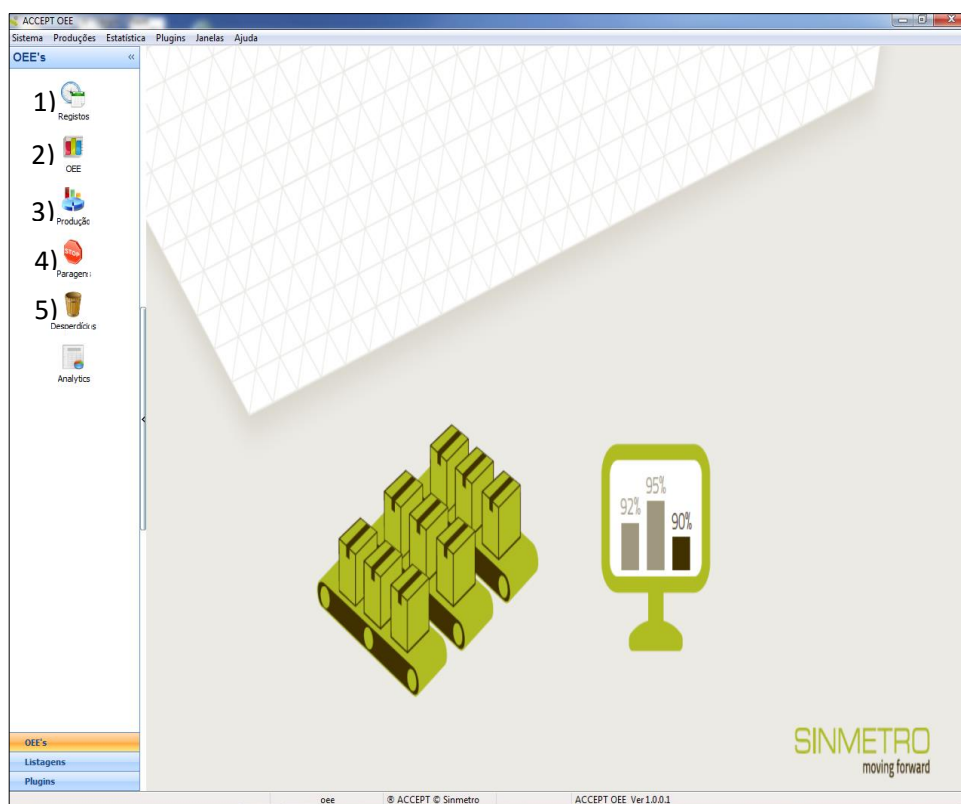 ACCEPT OEE
Sistema Produções Estatística Plugins Janelas Ajuda
OEE's «
1)
Registos
2)
OEE
3)
Produção
4)
Paragens
5)
Desperdícios
Analytics
92% 95% 90%
SINMETRO
moving forward
OEE's
Listagens
Plugins
oee ® ACCEPT © Sinmetro ACCEPT OEE Ver 1.0.0.1